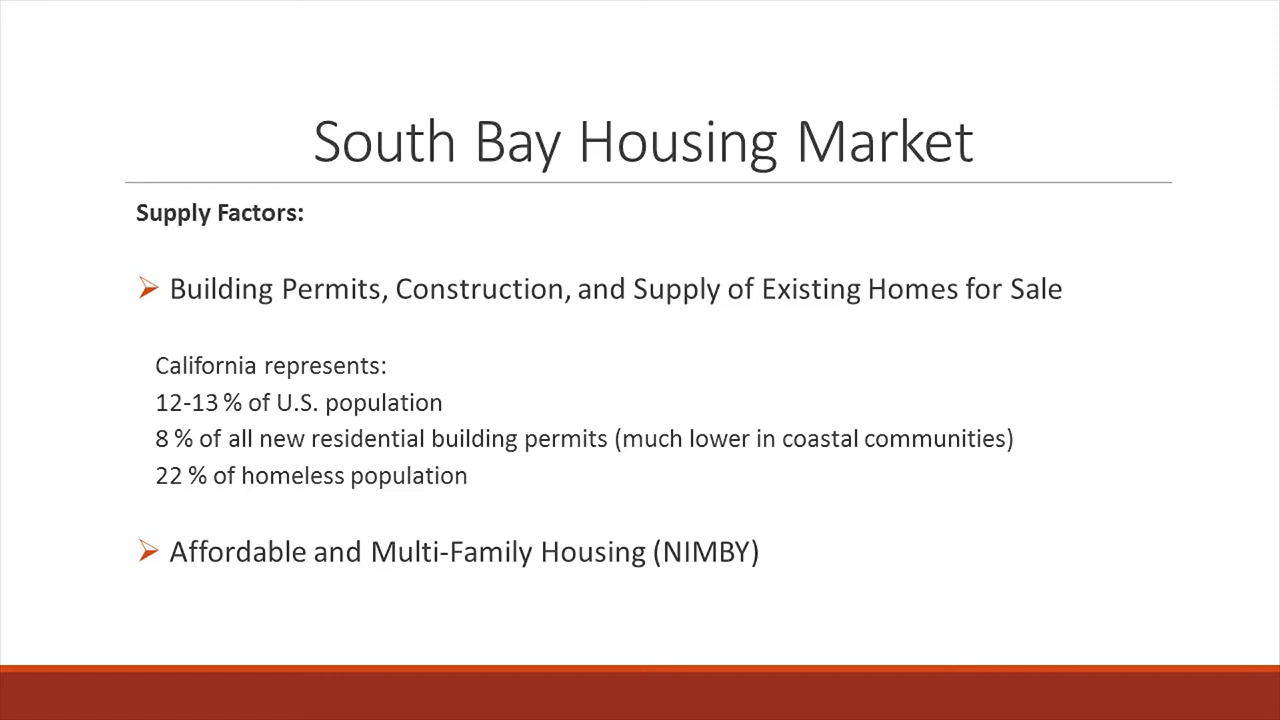 South Bay Housing Market
Supply Factors:
➢ Building Permits, Construction, and Supply of Existing Homes for Sale
California represents:
12-13 % of U.S. population
8 % of all new residential building permits (much lower in coastal communities)
22 % of homeless population
➢ Affordable and Multi-Family Housing (NIMBY)